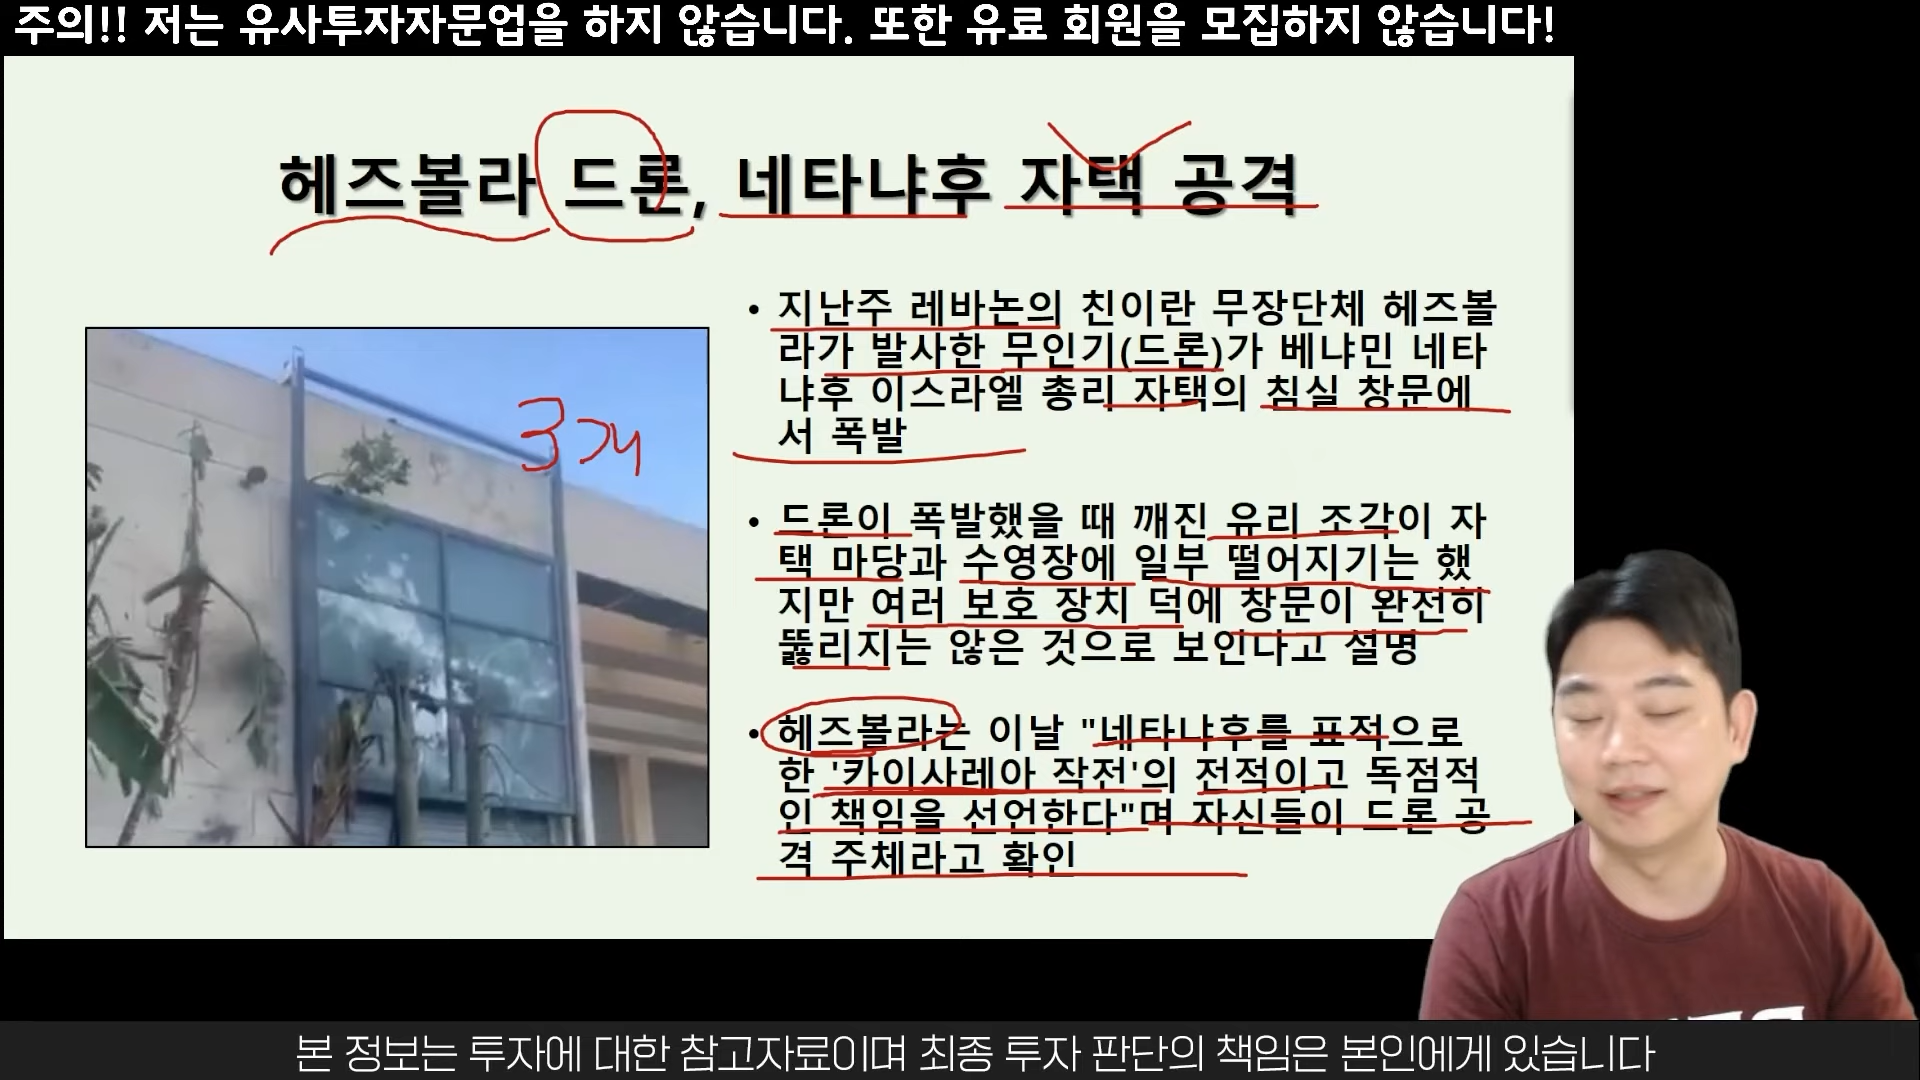 주의!! 저는 유사투자자문업을 하지 않습니다. 또한 유료 회원을 모집하지 않습니다!
헤즈볼라 드론, 네타냐후 자택 공격
3개
• 지난주 레바논의 친이란 무장단체 헤즈볼
라가 발사한 무인기(드론)가 베냐민 네타
냐후 이스라엘 총리 자택의 침실 창문에
서 폭발
• 드론이 폭발했을 때 깨진 유리 조각이 자
택 마당과 수영장에 일부 떨어지기는 했
지만 여러 보호 장치 덕에 창문이 완전히
뚫리지는 않은 것으로 보인다고 설명
• 헤즈볼라는 이날 "네타냐후를 표적으로
한 '카이사레아 작전'의 전적이고 독점적
인 책임을 선언한다"며 자신들이 드론 공
격 주체라고 확인
본 정보는 투자에 대한 참고자료이며 최종 투자 판단의 책임은 본인에게 있습니다